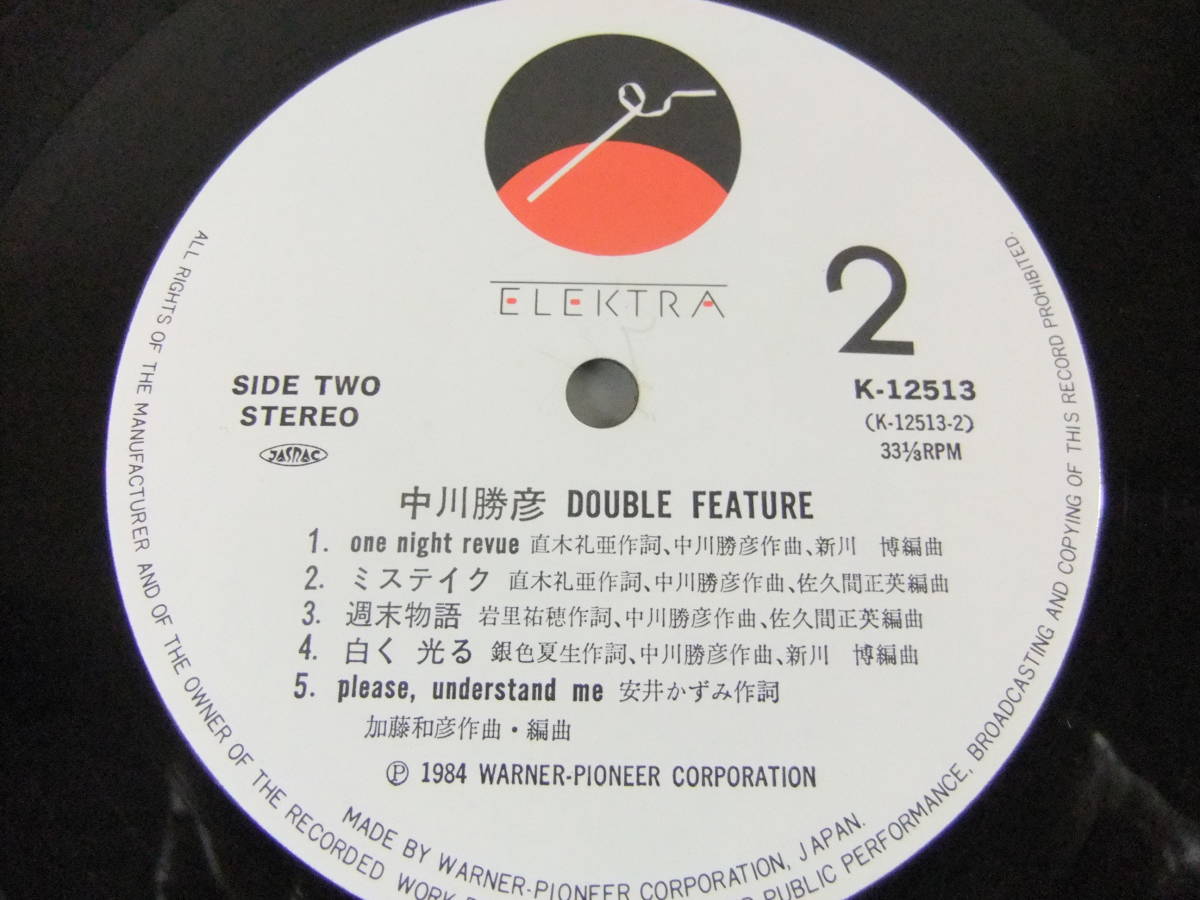 ELEKTRA
2
SIDE TWO
STEREO
JASRAC
K-12513
(K-12513-2)
33⅓RPM
中川勝彦 DOUBLE FEATURE
1. one night revue 直木礼亜作詞、中川勝彦作曲、新川 博編曲
2. ミステイク 直木礼亜作詞、中川勝彦作曲、佐久間正英編曲
3. 週末物語 岩里祐穂作詞、中川勝彦作曲、佐久間正英編曲
4. 白く 光る 銀色夏生作詞、中川勝彦作曲、新川 博編曲
5. please, understand me 安井かずみ作詞
加藤和彦作曲・編曲
Ⓟ 1984 WARNER-PIONEER CORPORATION
MADE BY WARNER-PIONEER CORPORATION, JAPAN.
ALL RIGHTS OF THE MANUFACTURER AND OF THE OWNER OF THE RECORDED WORK PUBLIC PERFORMANCE, BROADCASTING AND COPYING OF THIS RECORD PROHIBITED.